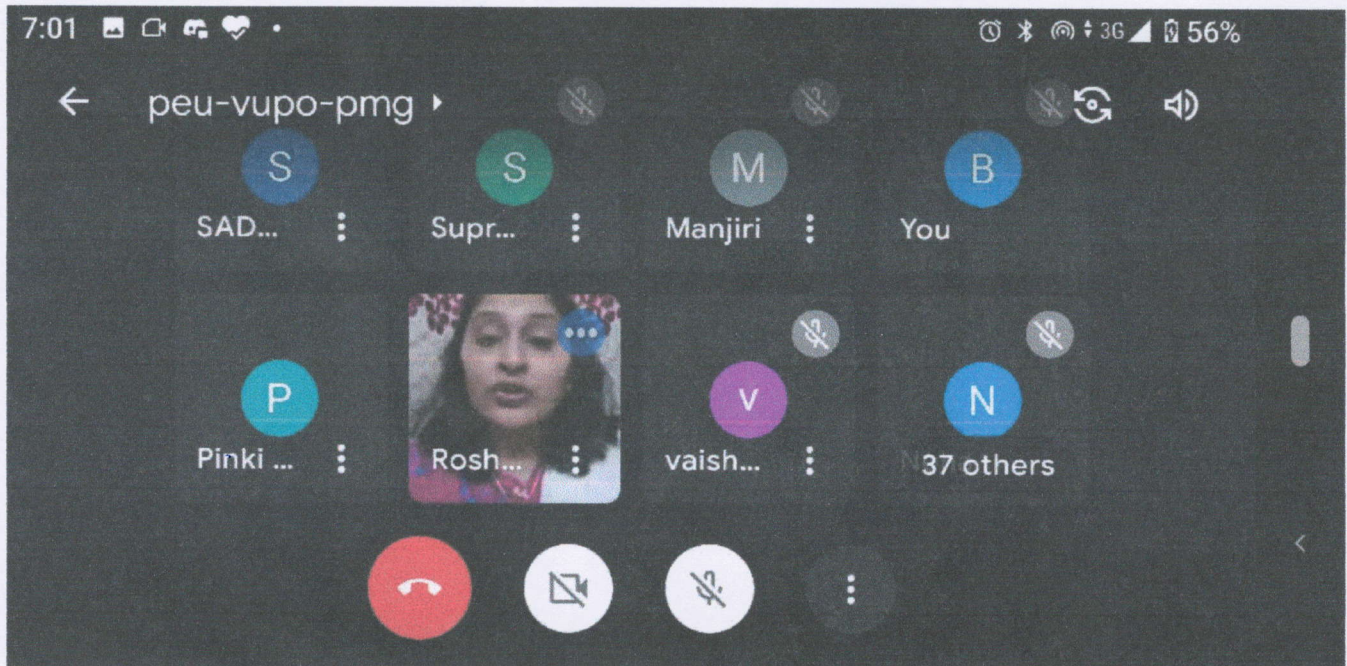 7:01 3G 56%
peu-vupo-pmg
S S M B
SAD... Supr... Manjiri You
P V N
Pinki ... Rosh... vaish... 37 others